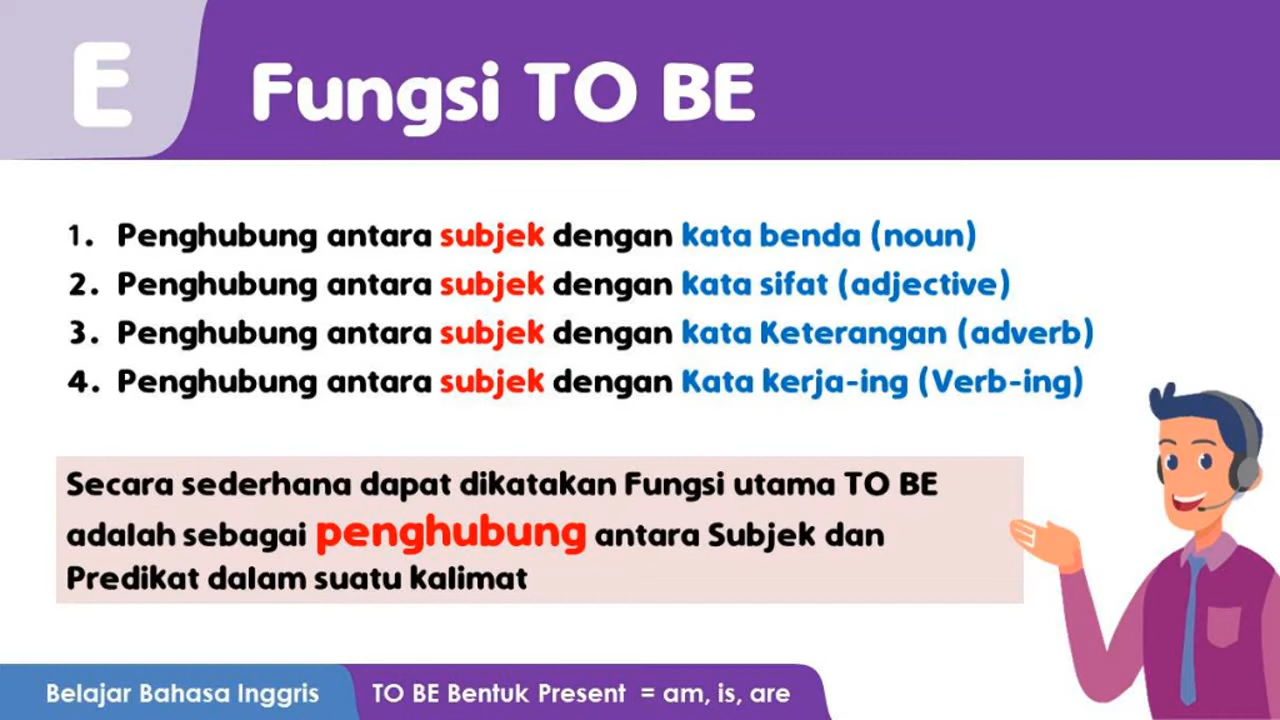 E
Fungsi TO BE
1. Penghubung antara subjek dengan kata benda (noun)
2. Penghubung antara subjek dengan kata sifat (adjective)
3. Penghubung antara subjek dengan kata Keterangan (adverb)
4. Penghubung antara subjek dengan Kata kerja-ing (Verb-ing)
Secara sederhana dapat dikatakan Fungsi utama TO BE
adalah sebagai penghubung antara Subjek dan
Predikat dalam suatu kalimat
Belajar Bahasa Inggris
TO BE Bentuk Present = am, is, are